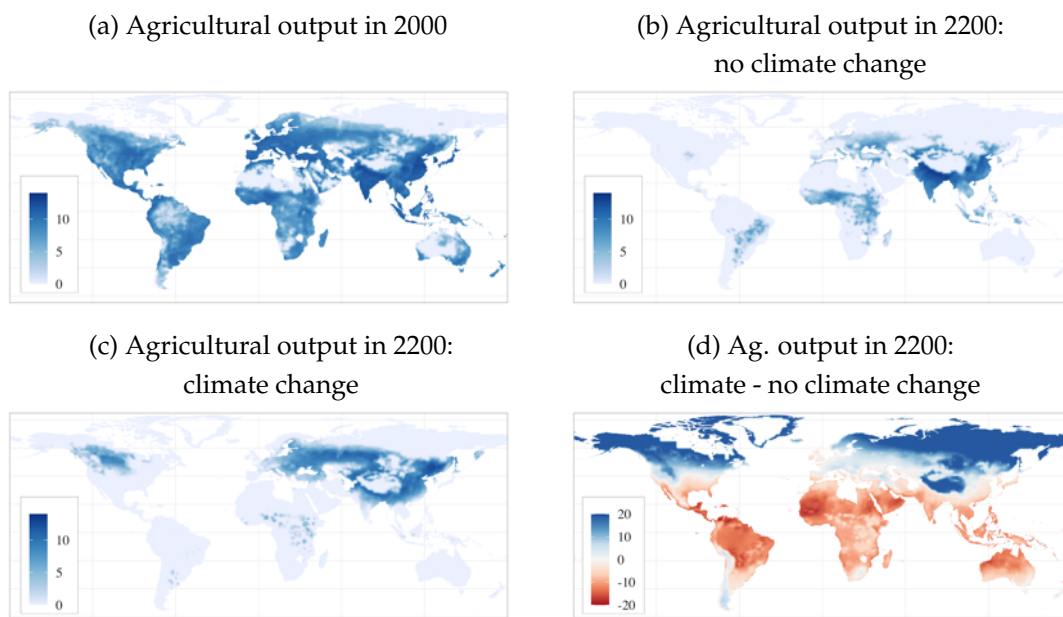 (a) Agricultural output in 2000
(b) Agricultural output in 2200:
no climate change
10
5
0
10
5
0
(c) Agricultural output in 2200:
climate change
(d) Ag. output in 2200:
climate - no climate change
10
5
0
20
10
0
-10
-20